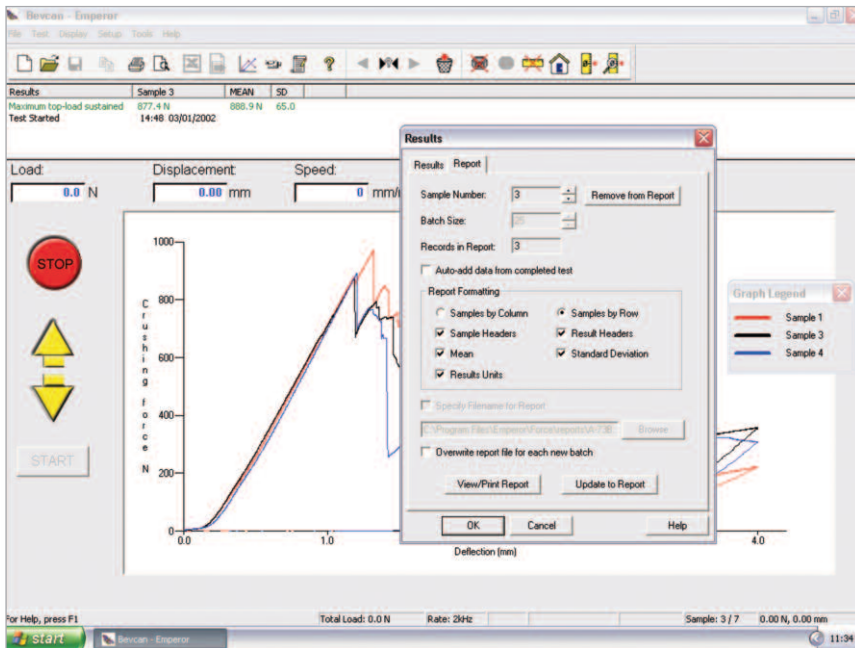 Bevcan - Emperor
File Test Display Setup Tools Help
Results Sample 3 MEAN SD
Maximum top-load sustained 877.4 N 888.9 N 65.0
Test Started 14:48 03/01/2002
Load: Displacement: Speed:
0.0 N 0.00 mm 0 mm/
STOP
START
Crushing force N
1000
800
600
400
200
0
0.0 1.0 4.0
Deflection (mm)
Results
Results Report
Sample Number: 3 Remove from Report
Batch Size:
Records in Report: 3
Auto-add data from completed test
Report Formatting
Samples by Column Samples by Row
Sample Headers Result Headers
Mean Standard Deviation
Results Units
Specify Filename for Report
C:\Program Files\Emperor\Force\reports\A-73B Browse
Overwrite report file for each new batch
View/Print Report Update to Report
OK Cancel Help
Graph Legend
Sample 1
Sample 3
Sample 4
For Help, press F1 Total Load: 0.0 N Rate: 2kHz Sample: 3 / 7 0.00 N, 0.00 mm
start Bevcan - Emperor 11:34